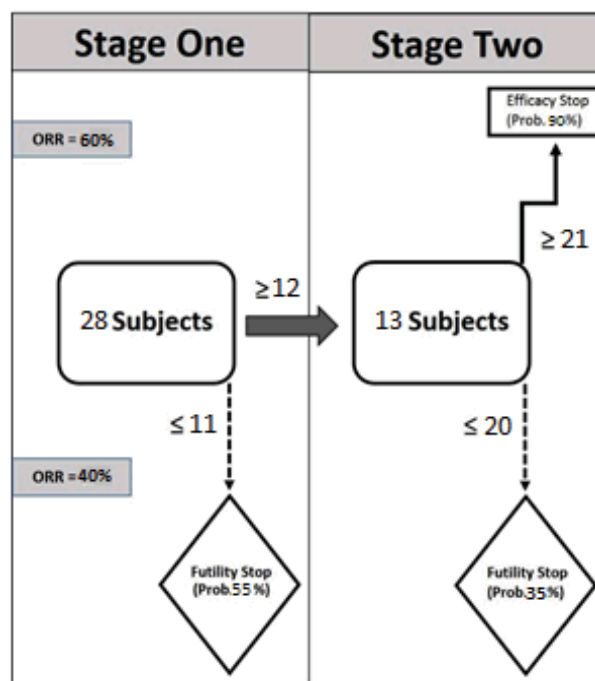 Stage One
Stage Two
Efficacy Stop
(Prob. 90%)
ORR = 60%
≥ 21
≥12
28 Subjects
13 Subjects
≤ 11
≤ 20
ORR =40%
Futility Stop
(Prob.55%)
Futility Stop
(Prob.35%)